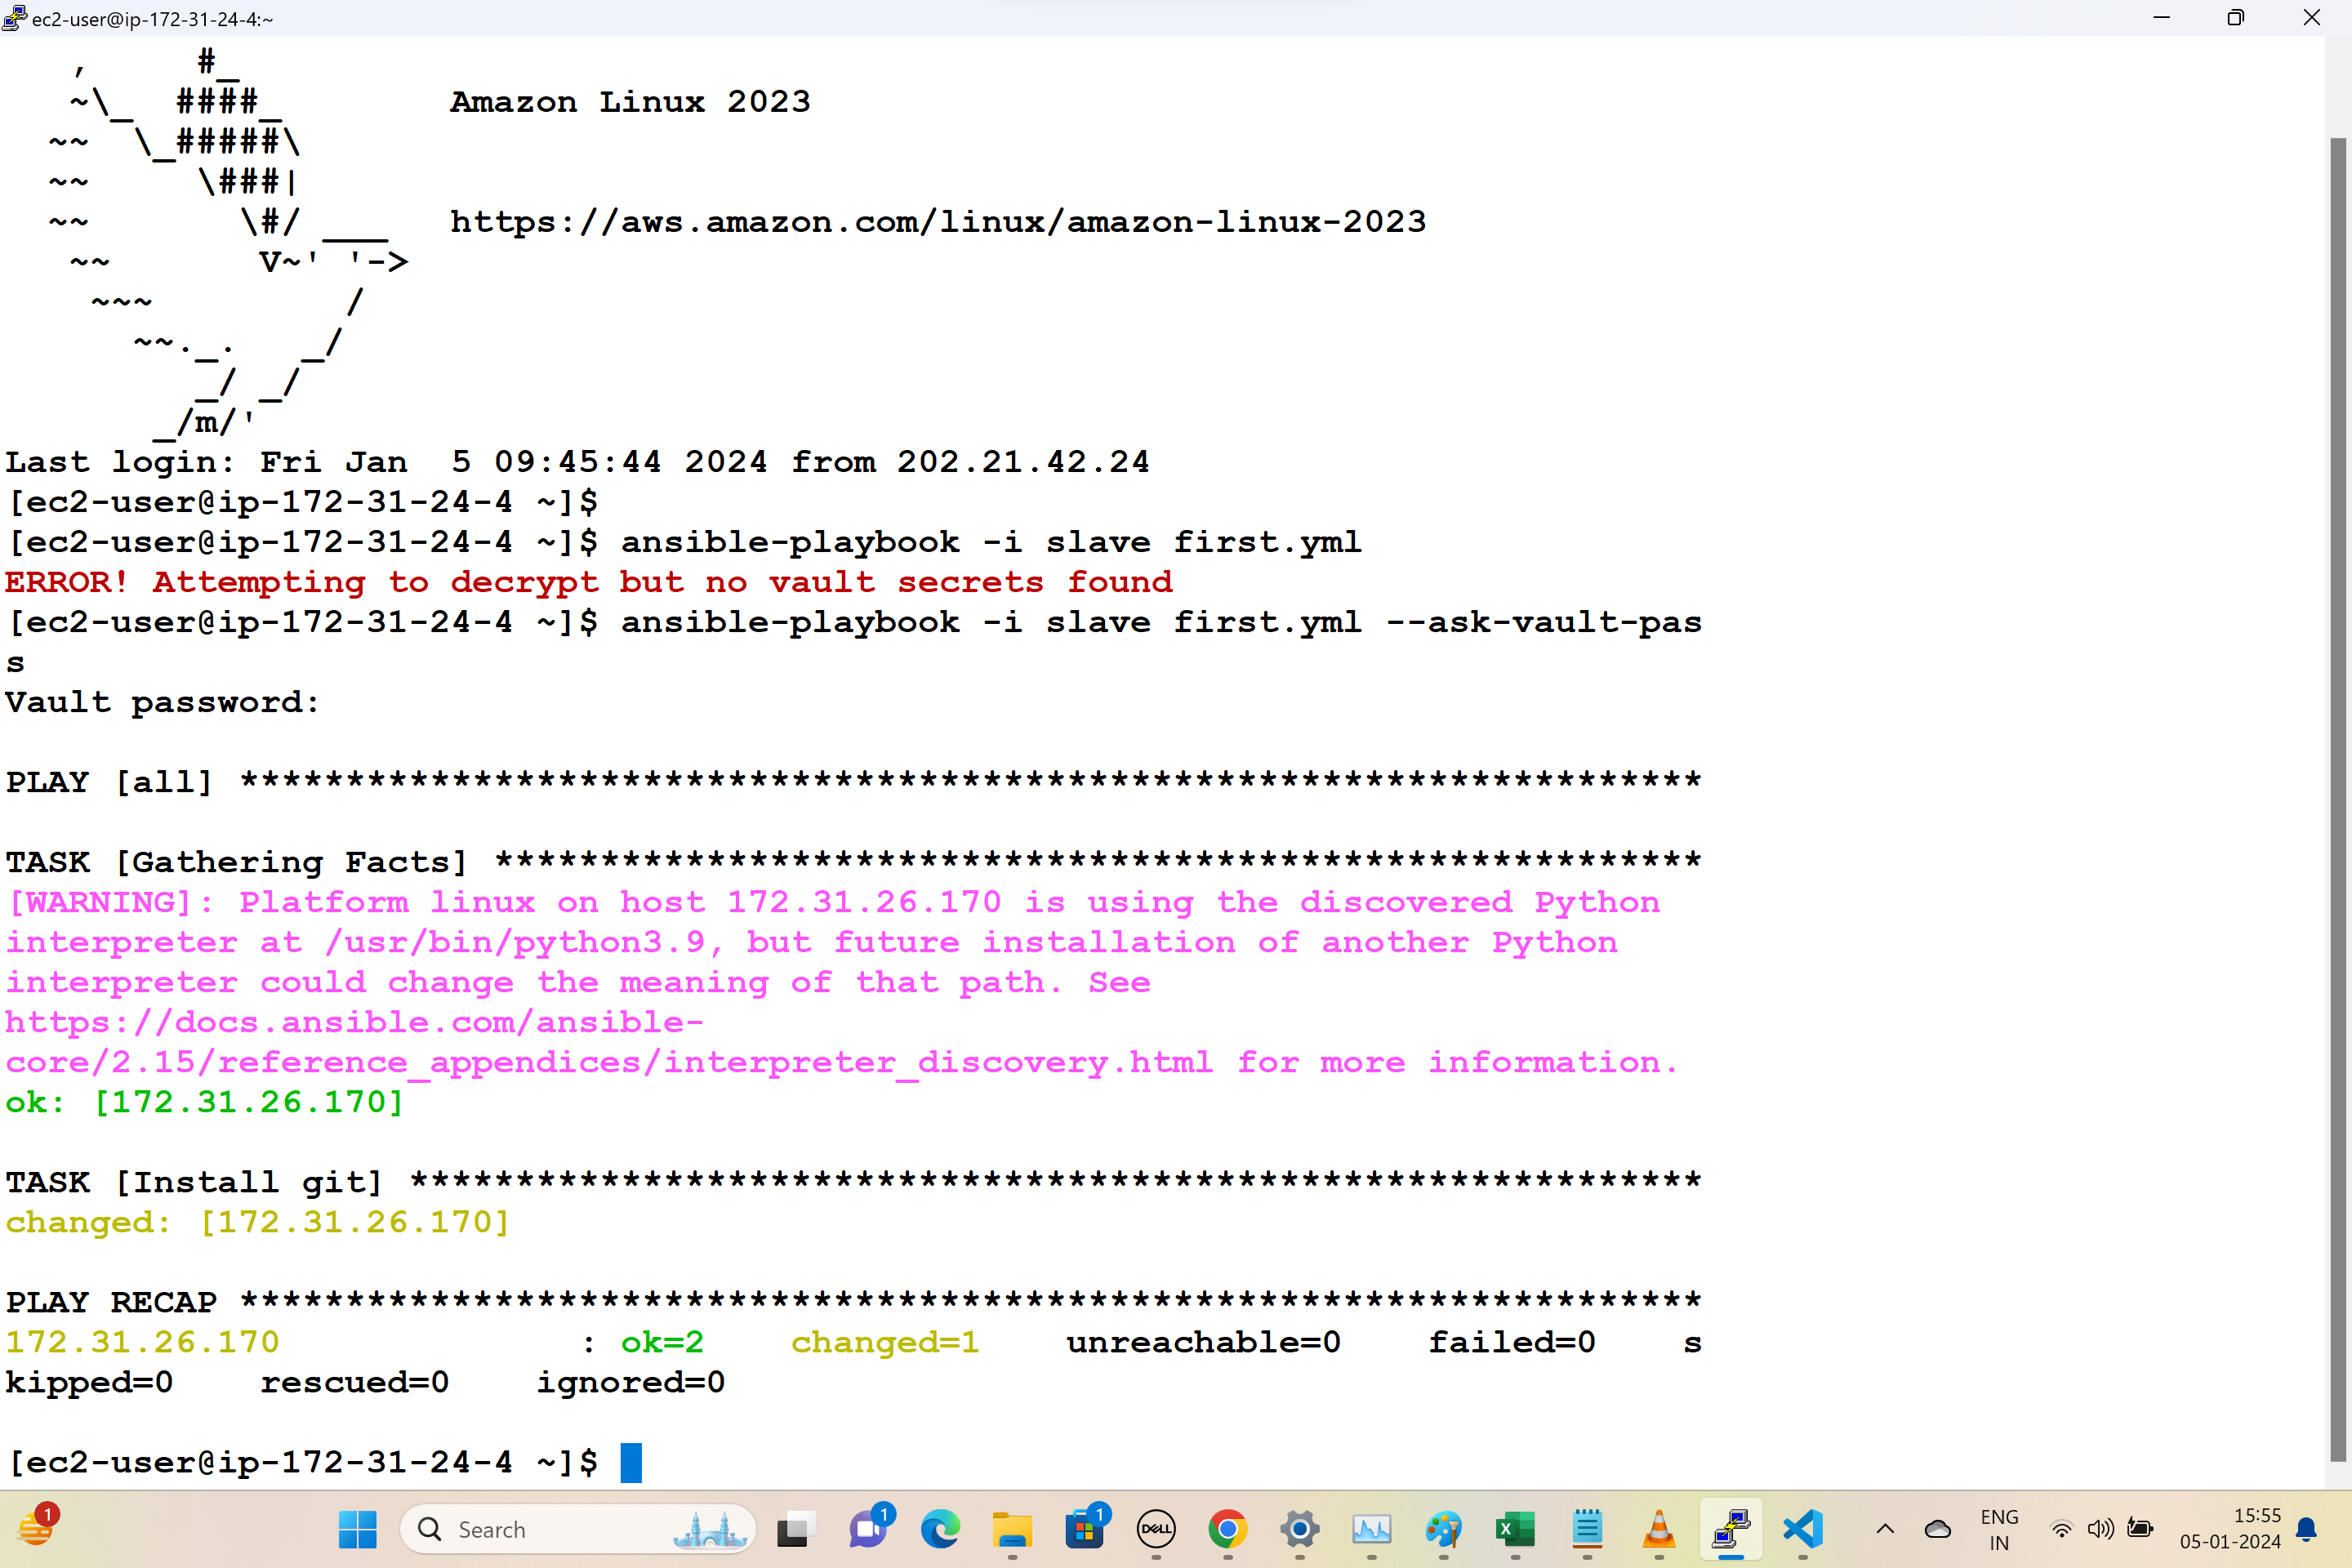 ec2-user@ip-172-31-24-4:~
   ,     #_
   ~\_  ####_        Amazon Linux 2023
  ~~  \_#####\
  ~~     \###|
  ~~       \#/ ___   https://aws.amazon.com/linux/amazon-linux-2023
   ~~       V~' '->
    ~~~         /
      ~~._.   _/
         _/ _/
       _/m/'
Last login: Fri Jan  5 09:45:44 2024 from 202.21.42.24
[ec2-user@ip-172-31-24-4 ~]$
[ec2-user@ip-172-31-24-4 ~]$ ansible-playbook -i slave first.yml
ERROR! Attempting to decrypt but no vault secrets found
[ec2-user@ip-172-31-24-4 ~]$ ansible-playbook -i slave first.yml --ask-vault-pas
s
Vault password:
PLAY [all] *********************************************************************
TASK [Gathering Facts] *********************************************************
[WARNING]: Platform linux on host 172.31.26.170 is using the discovered Python
interpreter at /usr/bin/python3.9, but future installation of another Python
interpreter could change the meaning of that path. See
https://docs.ansible.com/ansible-
core/2.15/reference_appendices/interpreter_discovery.html for more information.
ok: [172.31.26.170]
TASK [Install git] *************************************************************
changed: [172.31.26.170]
PLAY RECAP *********************************************************************
172.31.26.170              : ok=2    changed=1    unreachable=0    failed=0    s
kipped=0    rescued=0    ignored=0
[ec2-user@ip-172-31-24-4 ~]$
1
Search
1
1
DELL
X
ENG
IN
15:55
05-01-2024